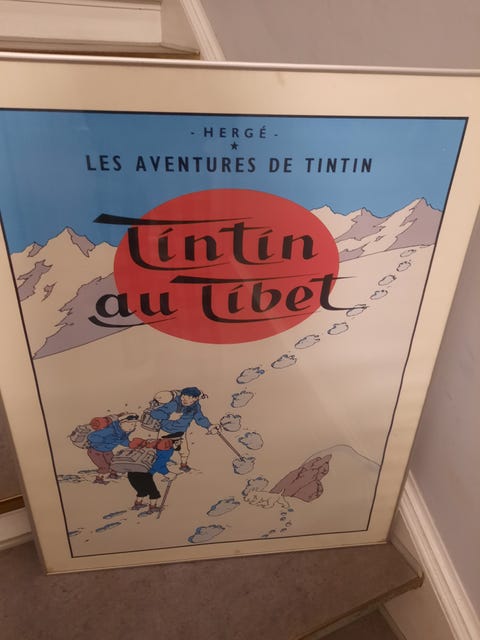 - HERGÉ -
LES AVENTURES DE TINTIN
Tintin
au Tibet